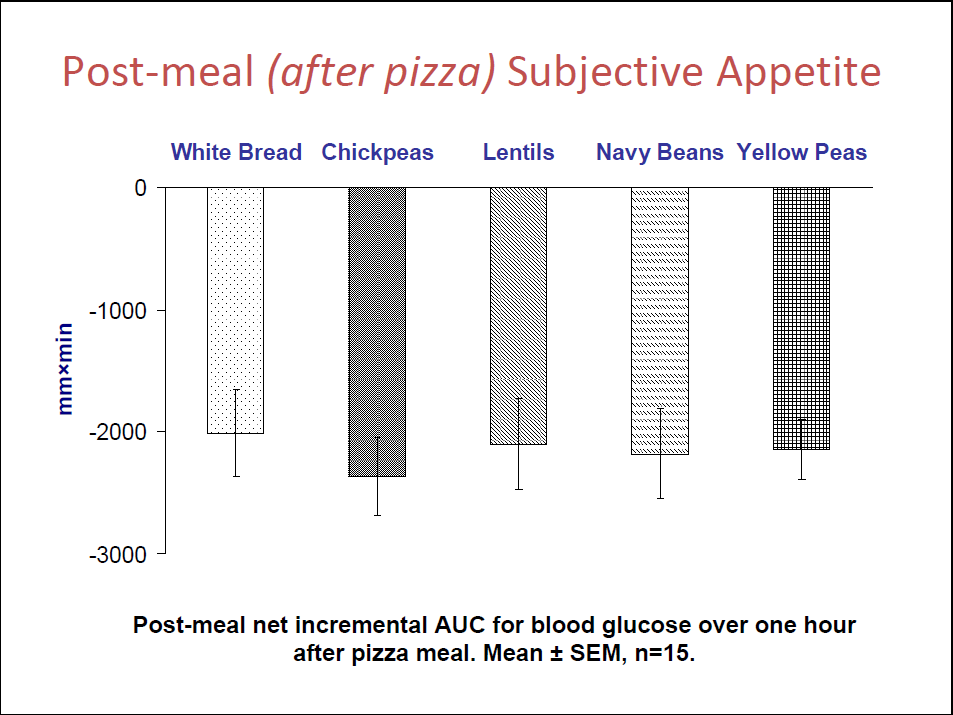 Post-meal (after pizza) Subjective Appetite
White Bread Chickpeas Lentils Navy Beans Yellow Peas
0
-1000
-2000
-3000
mm×min
Post-meal net incremental AUC for blood glucose over one hour
after pizza meal. Mean ± SEM, n=15.